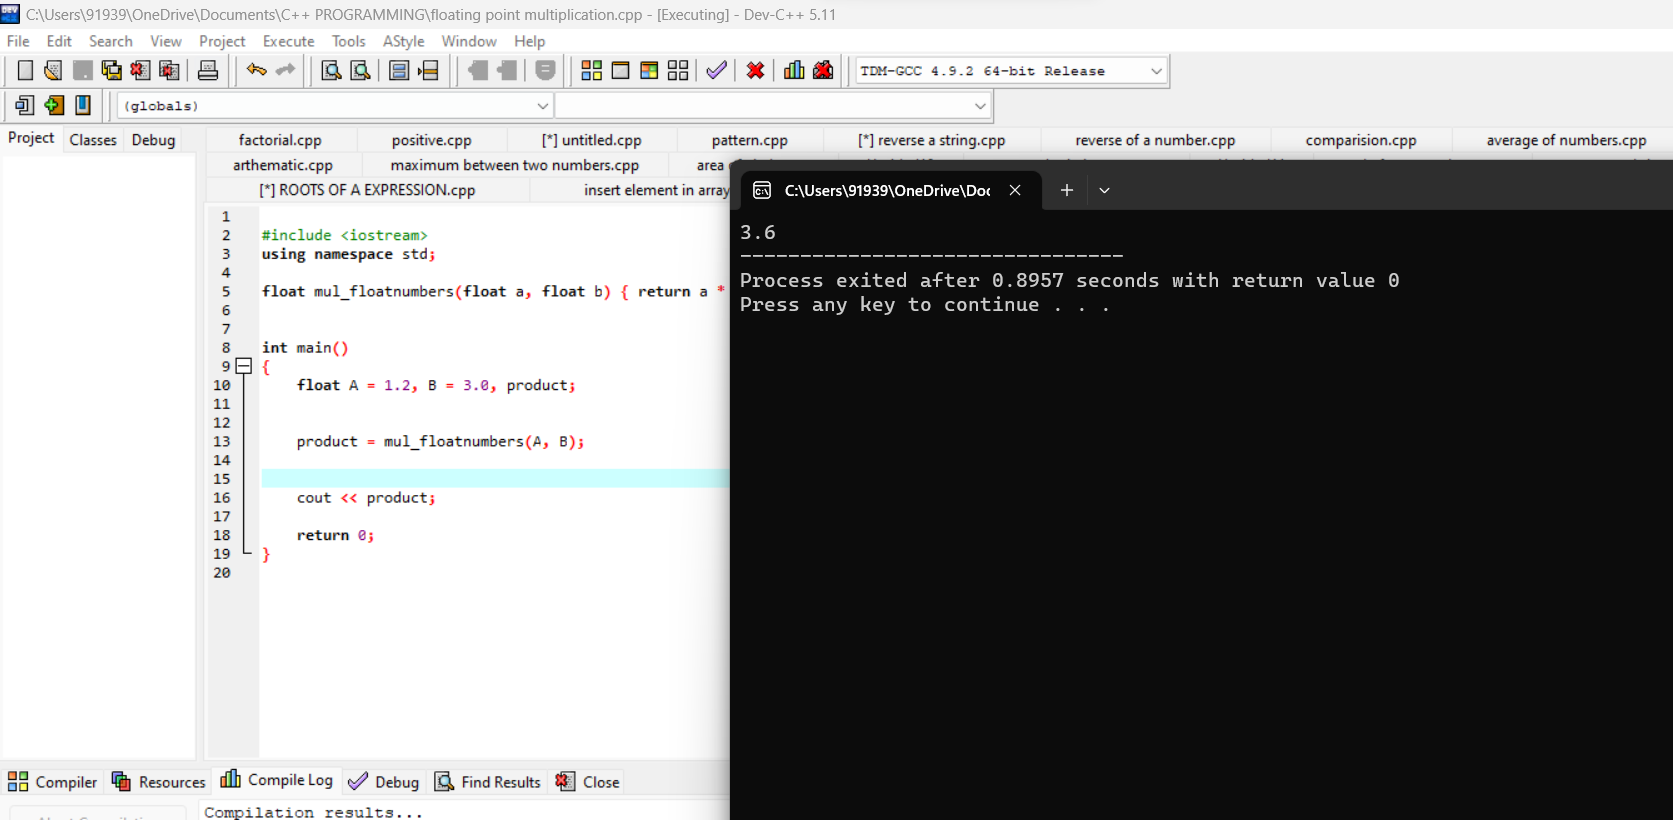 C:\Users\91939\OneDrive\Documents\C++ PROGRAMMING\floating point multiplication.cpp - [Executing] - Dev-C++ 5.11
File Edit Search View Project Execute Tools AStyle Window Help
TDM-GCC 4.9.2 64-bit Release
(globals)
Project Classes Debug
factorial.cpp positive.cpp [*] untitled.cpp pattern.cpp [*] reverse a string.cpp reverse of a number.cpp comparision.cpp average of numbers.cpp
arthematic.cpp maximum between two numbers.cpp area
[*] ROOTS OF A EXPRESSION.cpp insert element in array
1
2 #include <iostream>
3 using namespace std;
4
5 float mul_floatnumbers(float a, float b) { return a *
6
7
8 int main()
9 {
10 float A = 1.2, B = 3.0, product;
11
12
13 product = mul_floatnumbers(A, B);
14
15
16 cout << product;
17
18 return 0;
19 }
20
C:\Users\91939\OneDrive\Doc
3.6
--------------------------------
Process exited after 0.8957 seconds with return value 0
Press any key to continue . . .
Compiler Resources Compile Log Debug Find Results Close
Compilation results...